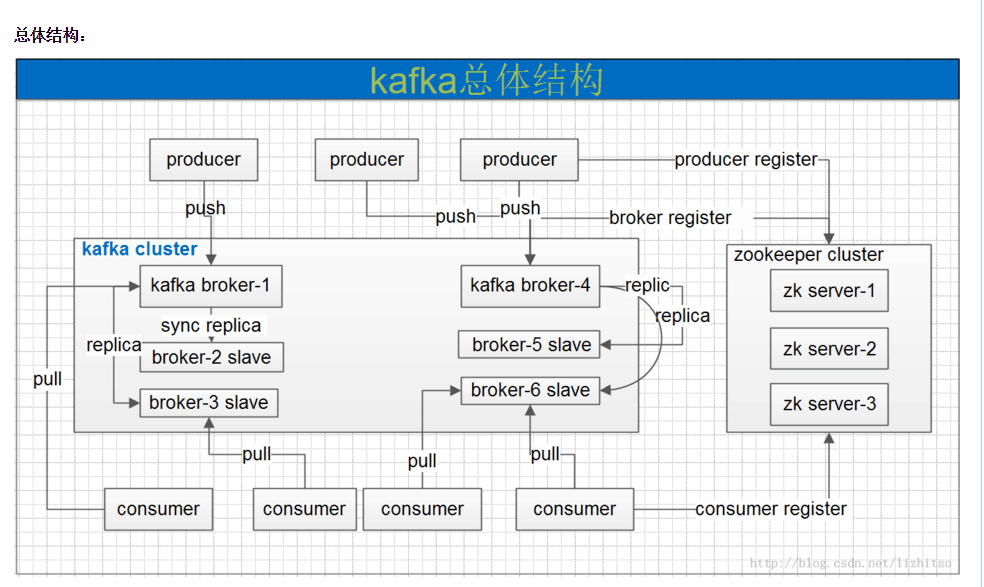 总体结构：
kafka总体结构
producer
producer
producer
producer register
push
push
push
broker register
kafka cluster
zookeeper cluster
kafka broker-1
kafka broker-4
replic
zk server-1
sync replica
replica
replica
broker-2 slave
broker-5 slave
zk server-2
pull
broker-3 slave
broker-6 slave
zk server-3
pull
pull
pull
consumer
consumer
consumer
consumer
consumer register
http://blog.csdn.net/lizhitao